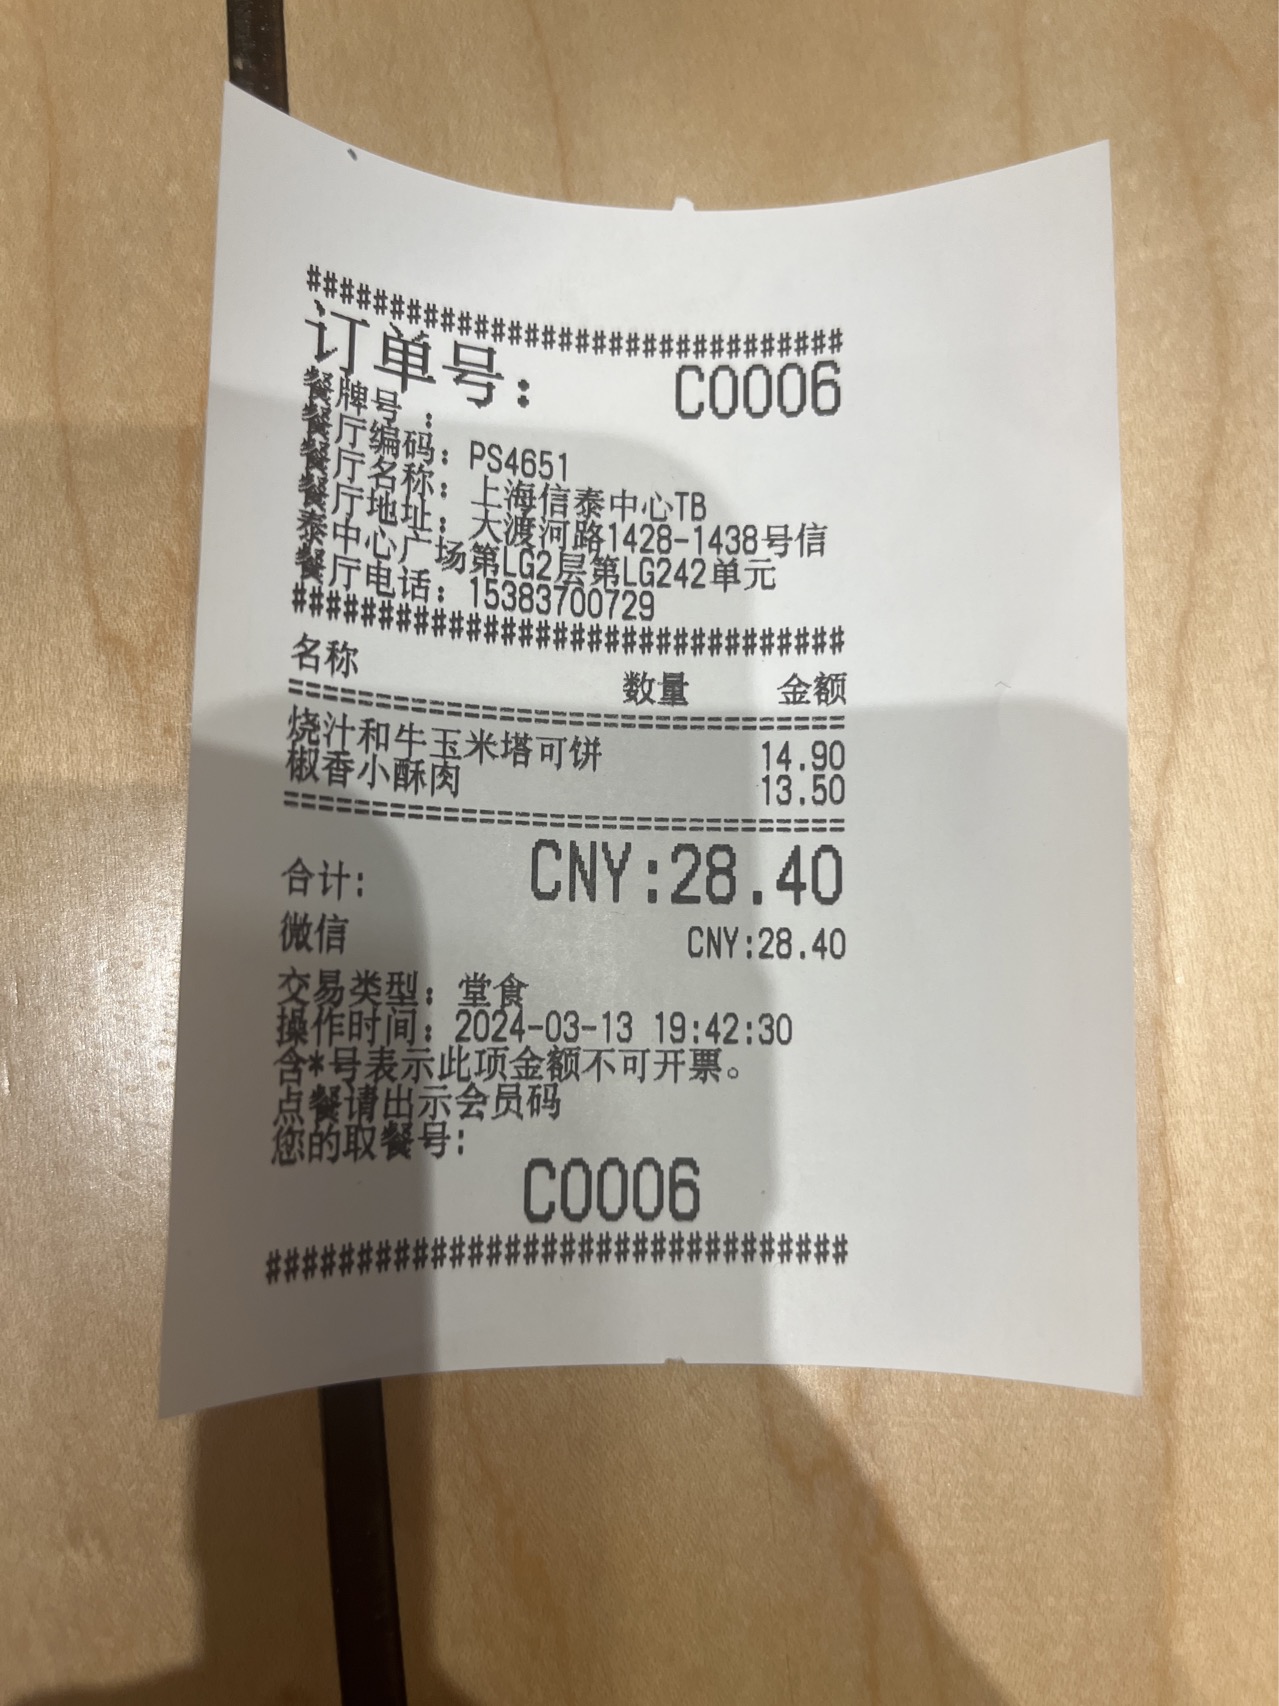 ##############################
订单号： C0006
餐牌号：
餐厅编码：PS4651
餐厅名称：上海信泰中心TB
餐厅地址：大渡河路1428-1438号信
泰中心广场第LG2层第LG242单元
餐厅电话：15383700729
##############################
名称 数量 金额
==============================
烧汁和牛玉米塔可饼 14.90
椒香小酥肉 13.50
==============================
合计: CNY:28.40
微信 CNY:28.40
交易类型：堂食
操作时间：2024-03-13 19:42:30
含*号表示此项金额不可开票。
点餐请出示会员码
您的取餐号:
C0006
##############################